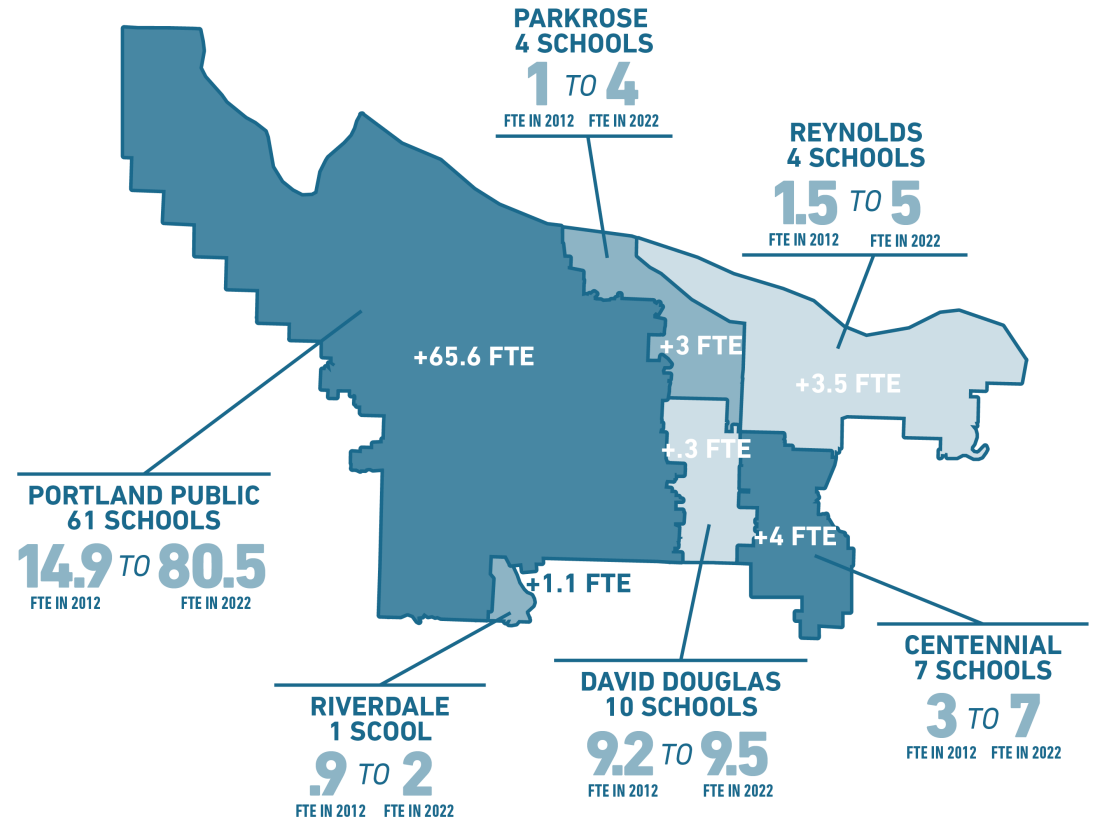 PARKROSE
4 SCHOOLS
1 TO 4
FTE IN 2012 FTE IN 2022
REYNOLDS
4 SCHOOLS
1.5 TO 5
FTE IN 2012 FTE IN 2022
+65.6 FTE
+3 FTE
+3.5 FTE
+.3 FTE
+4 FTE
+1.1 FTE
PORTLAND PUBLIC
61 SCHOOLS
14.9 TO 80.5
FTE IN 2012 FTE IN 2022
RIVERDALE
1 SCOOL
.9 TO 2
FTE IN 2012 FTE IN 2022
DAVID DOUGLAS
10 SCHOOLS
9.2 TO 9.5
FTE IN 2012 FTE IN 2022
CENTENNIAL
7 SCHOOLS
3 TO 7
FTE IN 2012 FTE IN 2022